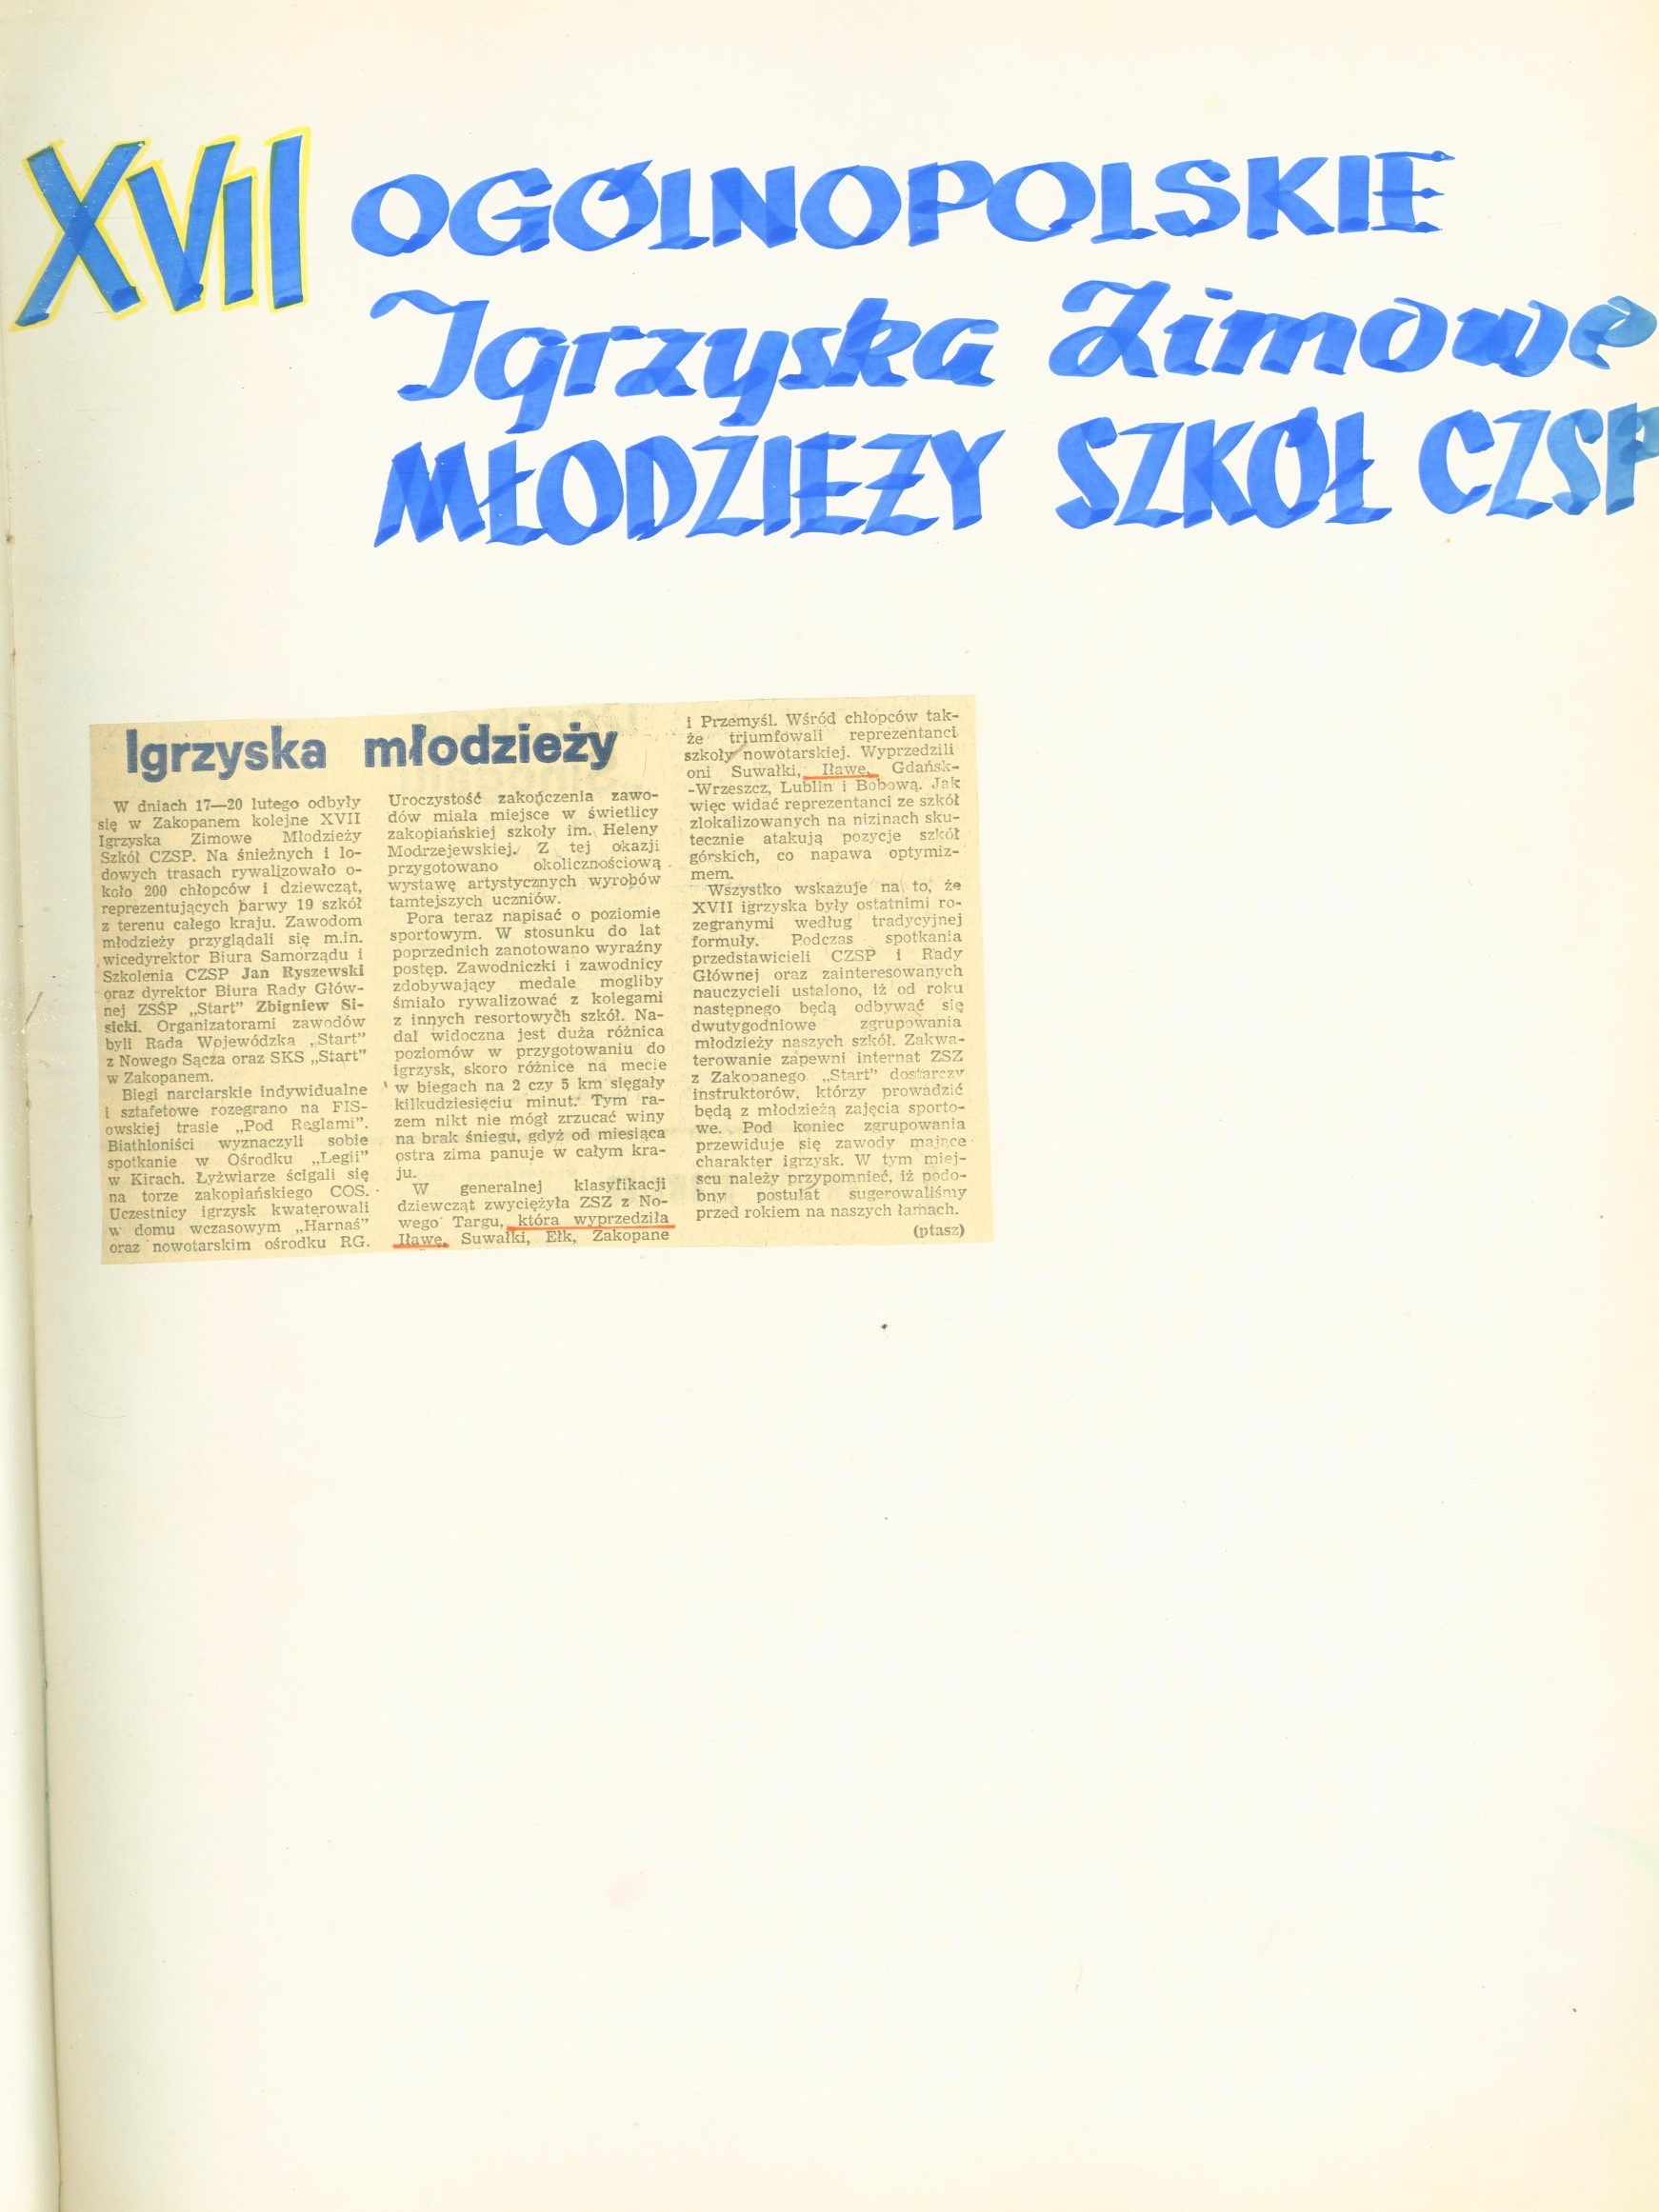 XVII OGÓLNOPOLSKIE
Igrzyska Zimowe
MŁODZIEŻY SZKÓŁ CZSP
Igrzyska młodzieży
W dniach 17—20 lutego odbyły
się w Zakopanem kolejne XVII
Igrzyska Zimowe Młodzieży
Szkół CZSP. Na śnieżnych i lo-
dowych trasach rywalizowało o-
koło 200 chłopców i dziewcząt,
reprezentujących barwy 19 szkół
z terenu całego kraju. Zawodom
młodzieży przyglądali się m.in.
wicedyrektor Biura Samorządu i
Szkolenia CZSP Jan Ryszewski
oraz dyrektor Biura Rady Głów-
nej ZSSP „Start” Zbigniew Si-
sicki. Organizatorami zawodów
byli Rada Wojewódzka „Start”
z Nowego Sącza oraz SKS „Start”
w Zakopanem.
Biegi narciarskie indywidualne
i sztafetowe rozegrano na FIS-
owskiej trasie „Pod Reglami”.
Biathloniści wyznaczyli sobie
spotkanie w Ośrodku „Legii”
w Kirach. Łyżwiarze ścigali się
na torze zakopiańskiego COS.
Uczestnicy igrzysk kwaterowali
w domu wczasowym „Harnaś”
oraz nowotarskim ośrodku RG.
Uroczystość zakończenia zawo-
dów miała miejsce w świetlicy
zakopiańskiej szkoły im. Heleny
Modrzejewskiej. Z tej okazji
przygotowano okolicznościową
wystawę artystycznych wyrobów
tamtejszych uczniów.
Pora teraz napisać o poziomie
sportowym. W stosunku do lat
poprzednich zanotowano wyraźny
postęp. Zawodniczki i zawodnicy
zdobywający medale mogliby
śmiało rywalizować z kolegami
z innych resortowych szkół. Na-
dal widoczna jest duża różnica
poziomów w przygotowaniu do
igrzysk, skoro różnice na mecie
w biegach na 2 czy 5 km sięgały
kilkudziesięciu minut. Tym ra-
zem nikt nie mógł zrzucać winy
na brak śniegu, gdyż od miesiąca
ostra zima panuje w całym kra-
ju.
W generalnej klasyfikacji
dziewcząt zwyciężyła ZSZ z No-
wego Targu, która wyprzedziła
Iławę, Suwałki, Ełk, Zakopane
i Przemyśl. Wśród chłopców tak-
że triumfowali reprezentanci
szkoły nowotarskiej. Wyprzedzili
oni Suwałki, Iławę, Gdańsk-
-Wrzeszcz, Lublin i Bobową. Jak
więc widać reprezentanci ze szkół
zlokalizowanych na nizinach sku-
tecznie atakują pozycje szkół
górskich, co napawa optymiz-
mem.
Wszystko wskazuje na to, że
XVII igrzyska były ostatnimi ro-
zegranymi według tradycyjnej
formuły. Podczas spotkania
przedstawicieli CZSP i Rady
Głównej oraz zainteresowanych
nauczycieli ustalono, iż od roku
następnego będą odbywać się
dwutygodniowe zgrupowania
młodzieży naszych szkół. Zakwa-
terowanie zapewni internat ZSZ
z Zakopanego. „Start” dostarczy
instruktorów, którzy prowadzić
będą z młodzieżą zajęcia sporto-
we. Pod koniec zgrupowania
przewiduje się zawody mające
charakter igrzysk. W tym miej-
scu należy przypomnieć, iż podo-
bny postulat sugerowaliśmy
przed rokiem na naszych łamach.
(ptasz)